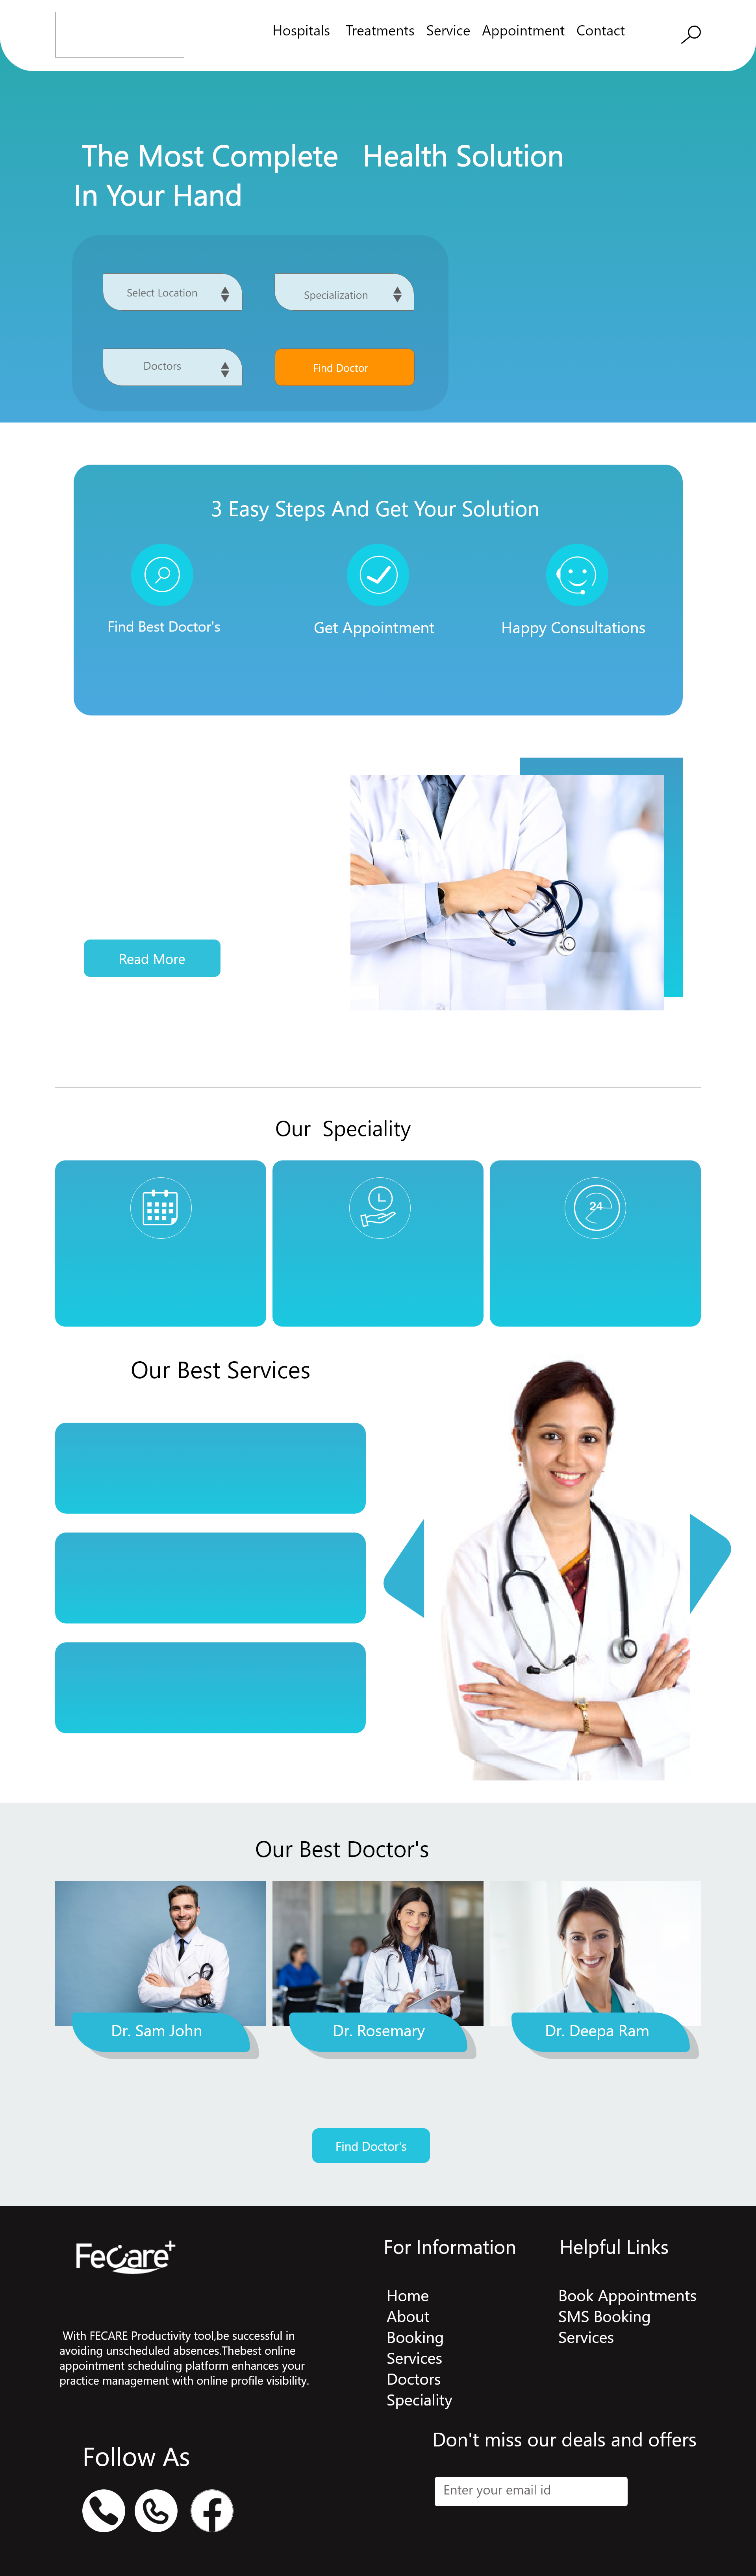 Hospitals Treatments Service Appointment Contact
The Most Complete Health Solution
In Your Hand
Select Location
Specialization
Doctors
Find Doctor
3 Easy Steps And Get Your Solution
Find Best Doctor's
Get Appointment
Happy Consultations
Read More
Our Speciality
24
Our Best Services
Our Best Doctor's
Dr. Sam John
Dr. Rosemary
Dr. Deepa Ram
Find Doctor's
FeCare+
With FECARE Productivity tool,be successful in
avoiding unscheduled absences.Thebest online
appointment scheduling platform enhances your
practice management with online profile visibility.
For Information
Home
About
Booking
Services
Doctors
Speciality
Helpful Links
Book Appointments
SMS Booking
Services
Follow As
Don't miss our deals and offers
Enter your email id